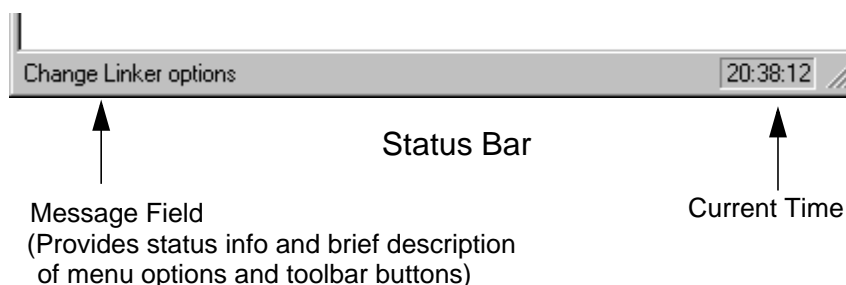 Change Linker options
20:38:12
Status Bar
Message Field
(Provides status info and brief description
of menu options and toolbar buttons)
Current Time